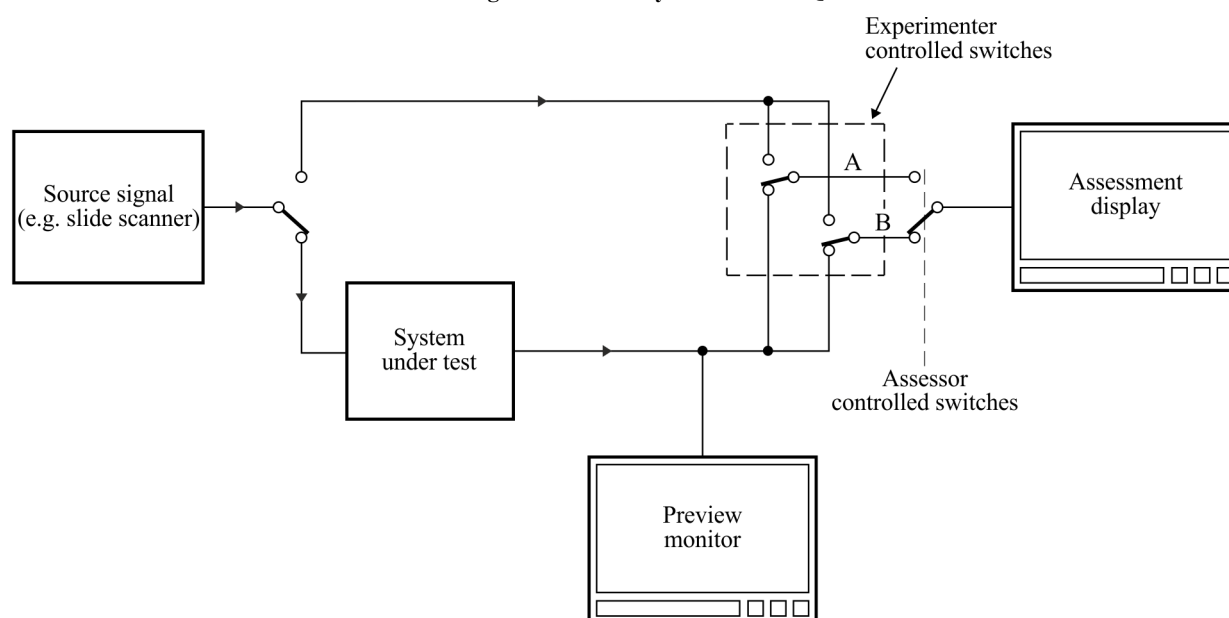 Experimenter
controlled switches
Source signal
(e.g. slide scanner)
A
B
Assessment
display
System
under test
Assessor
controlled switches
Preview
monitor